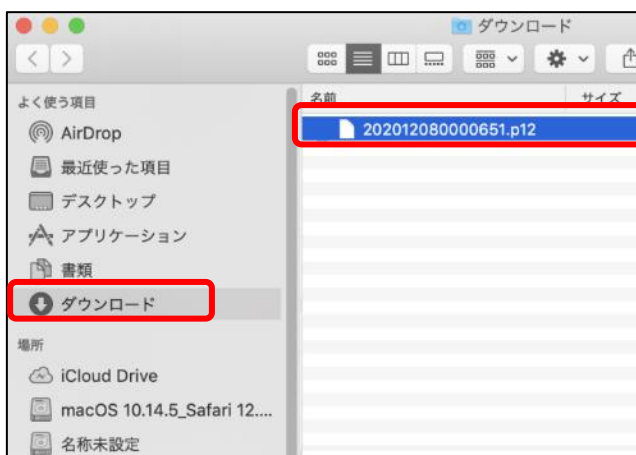 ダウンロード
名前
サイズ
よく使う項目
202012080000651.p12
AirDrop
最近使った項目
デスクトップ
アプリケーション
書類
ダウンロード
場所
iCloud Drive
macOS 10.14.5_Safari 12....
名称未設定